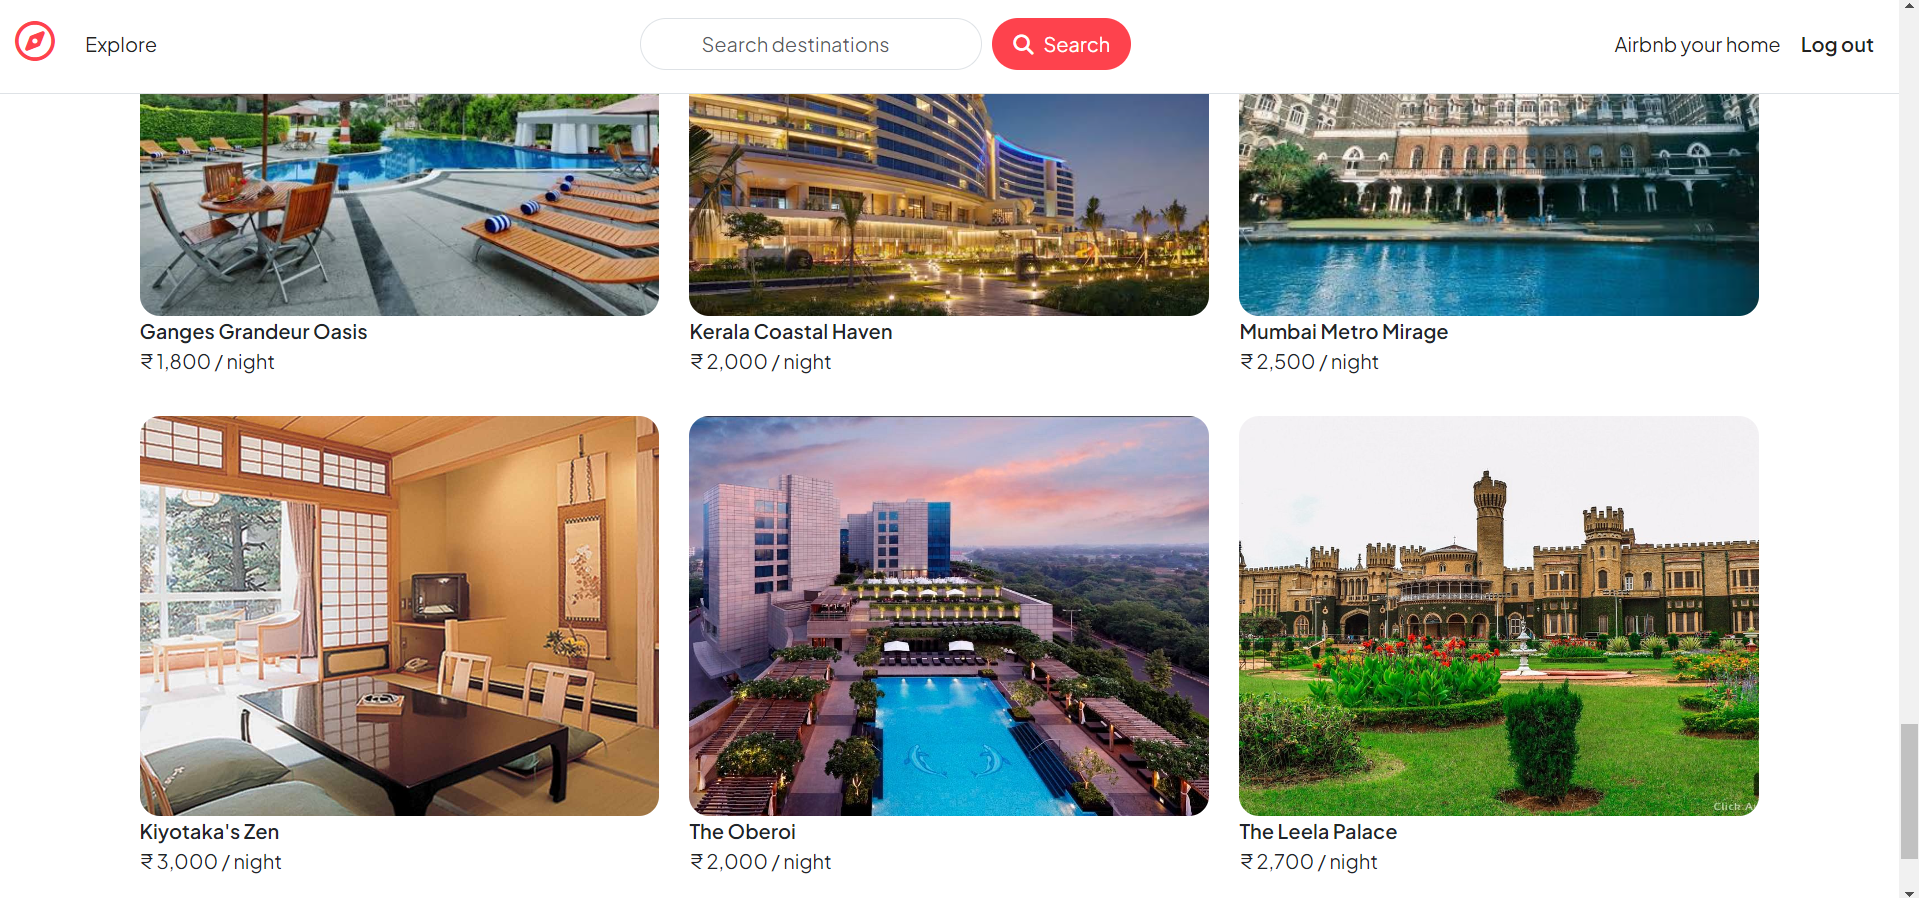 Explore
Search destinations
Search
Airbnb your home
Log out
Ganges Grandeur Oasis
₹1,800 / night
Kerala Coastal Haven
₹2,000 / night
Mumbai Metro Mirage
₹2,500 / night
Kiyotaka's Zen
₹3,000 / night
The Oberoi
₹2,000 / night
Click.A
The Leela Palace
₹2,700 / night